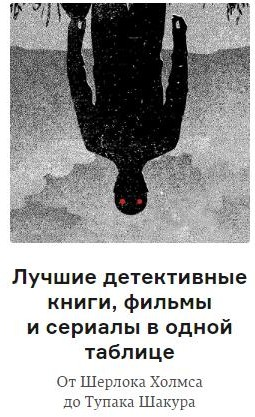 Лучшие детективные
книги, фильмы
и сериалы в одной
таблице
От Шерлока Холмса
до Тупака Шакура